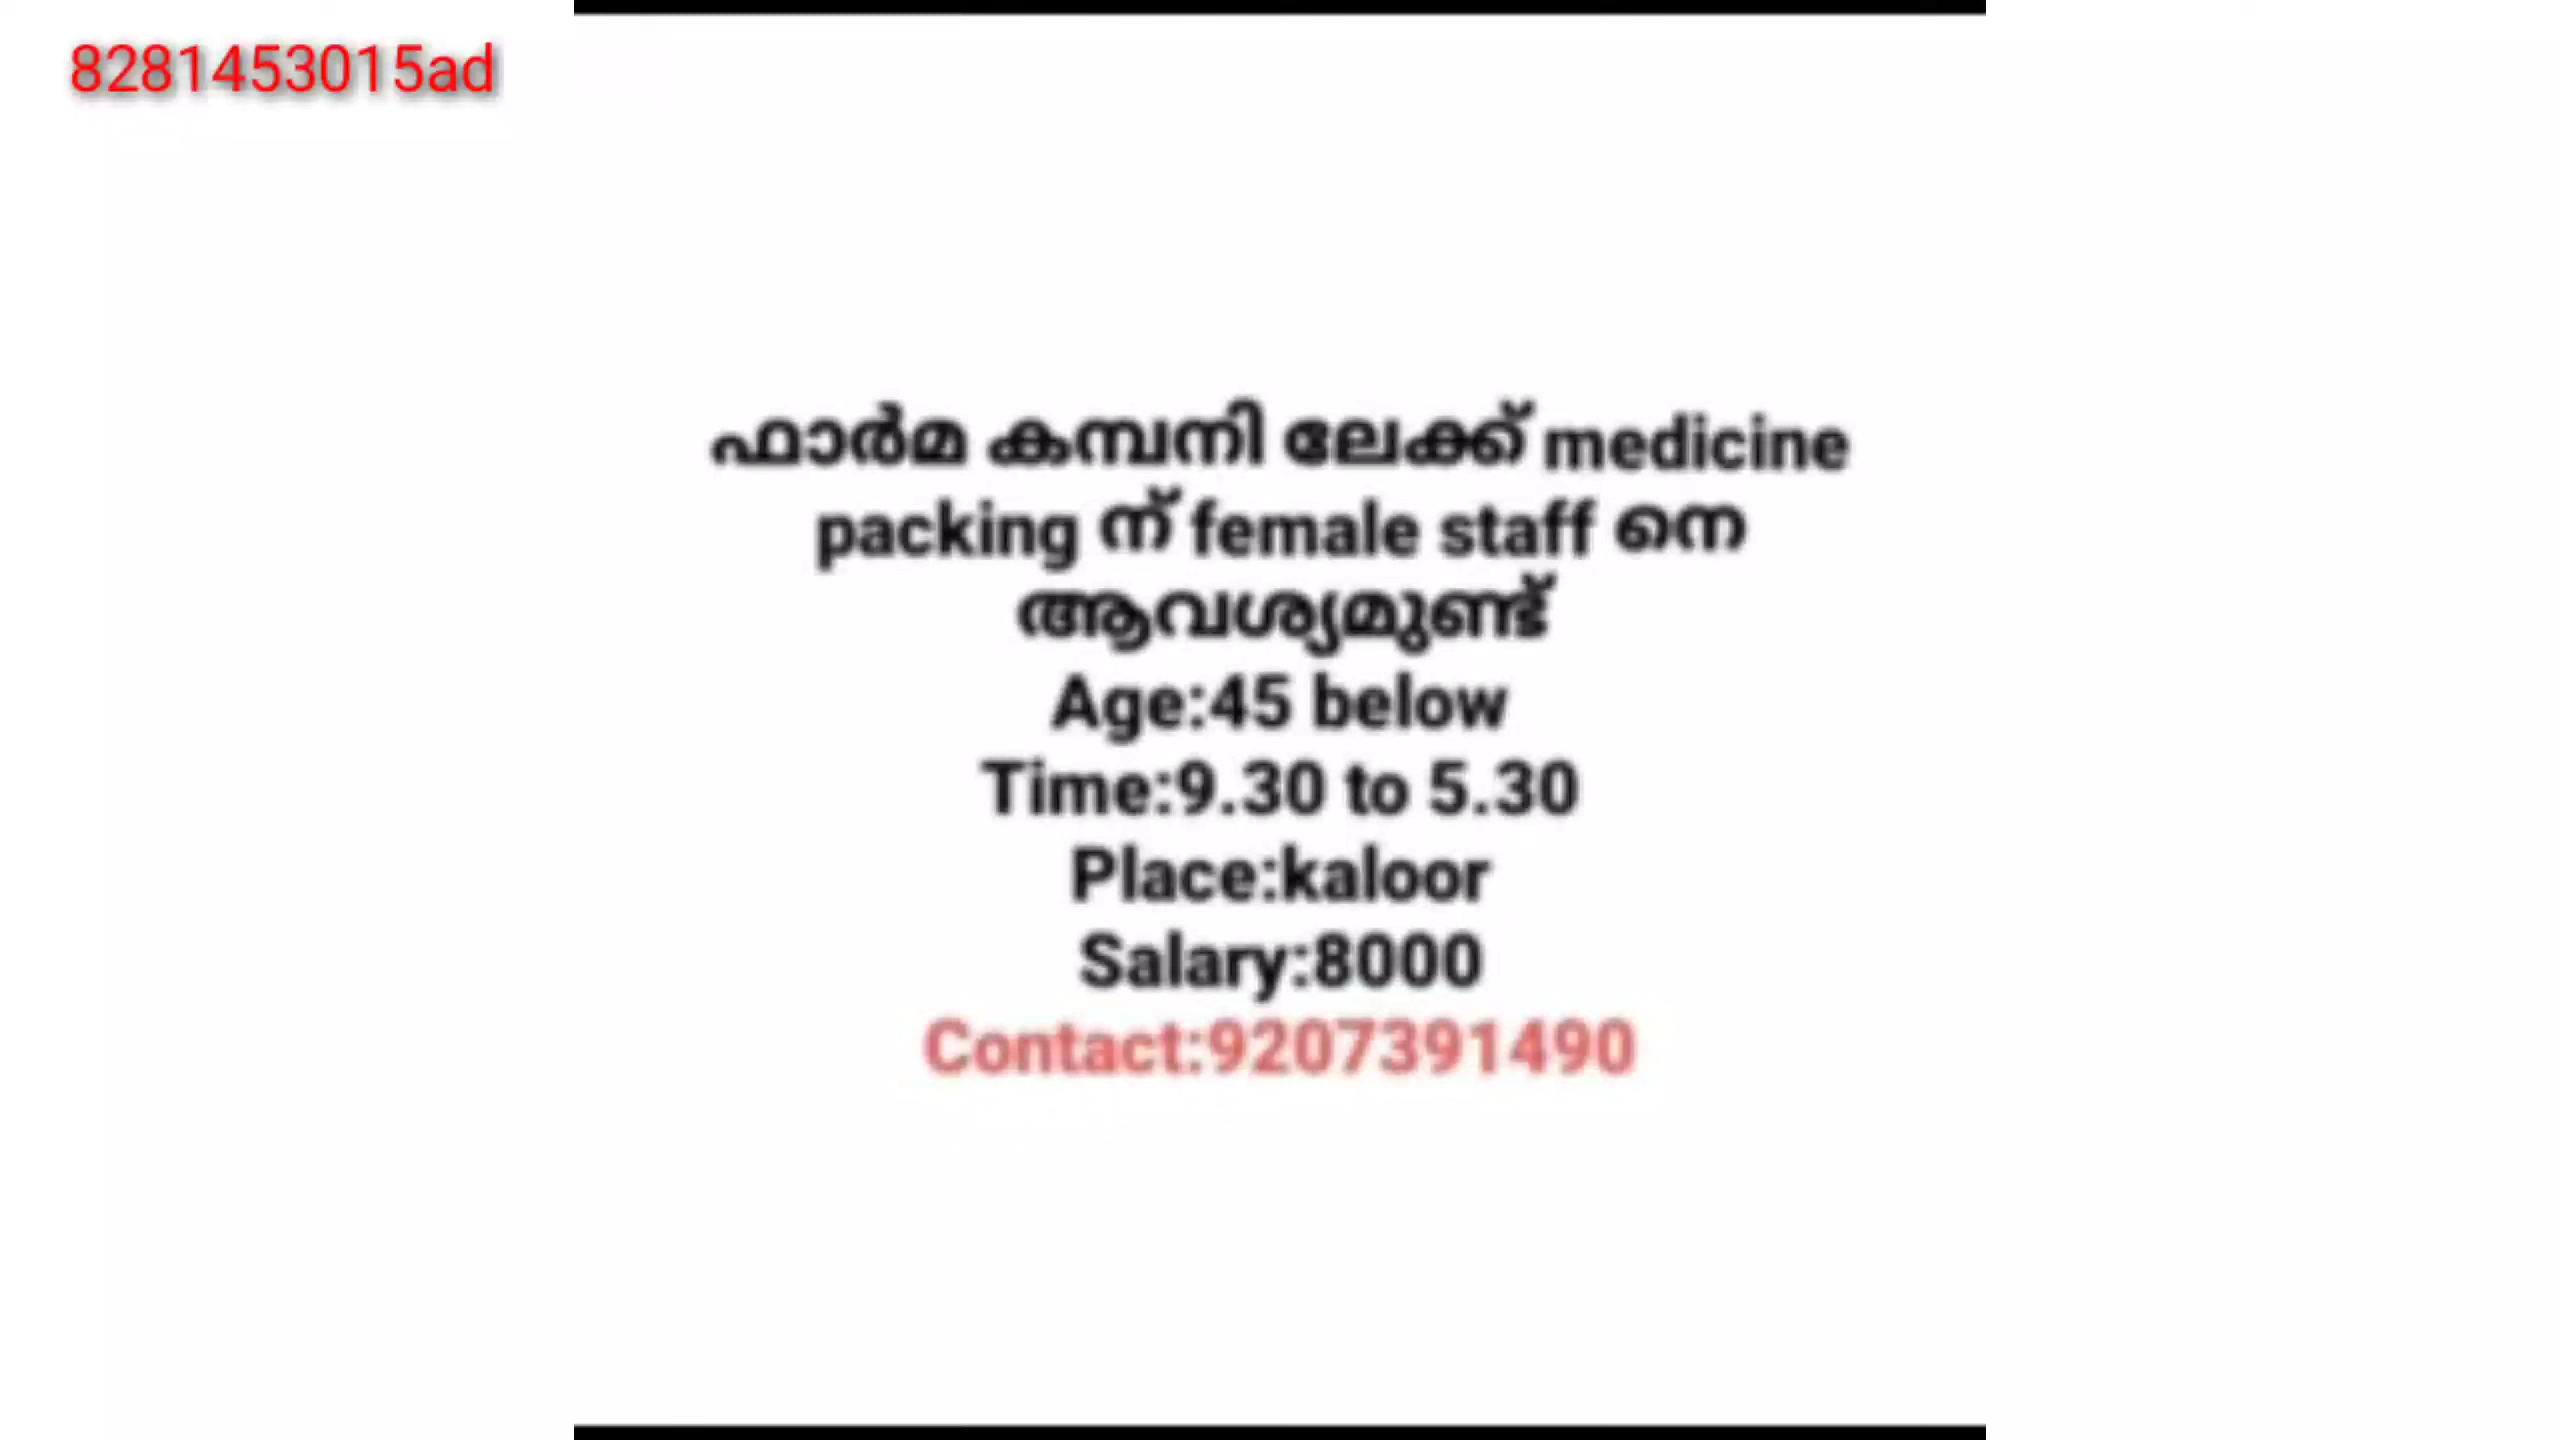 8281453015ad
ഫാർമ കമ്പനി ലേക്ക് medicine
packing ന് female staff നെ
ആവശ്യമുണ്ട്
Age:45 below
Time:9.30 to 5.30
Place:kaloor
Salary:8000
Contact:9207391490